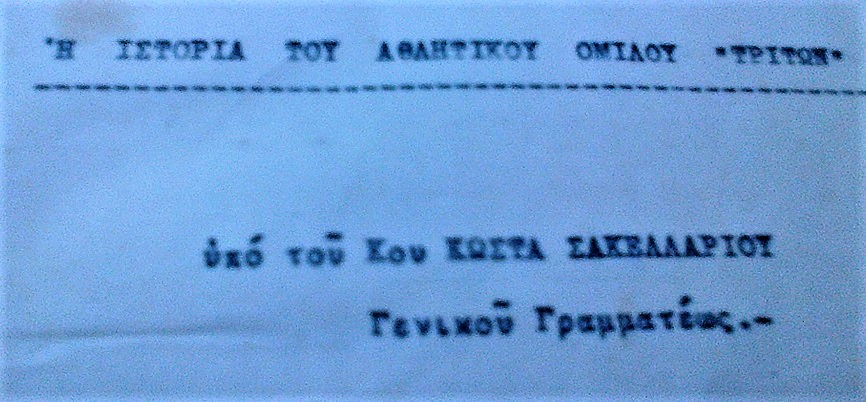 Ἡ ΙΣΤΟΡΙΑ ΤΟΥ ΑΘΛΗΤΙΚΟΥ ΟΜΙΛΟΥ "ΤΡΙΤΩΝ"
ὑπό τοῦ Κου ΚΩΣΤΑ ΣΑΚΕΛΛΑΡΙΟΥ
Γενικοῦ Γραμματέως.-